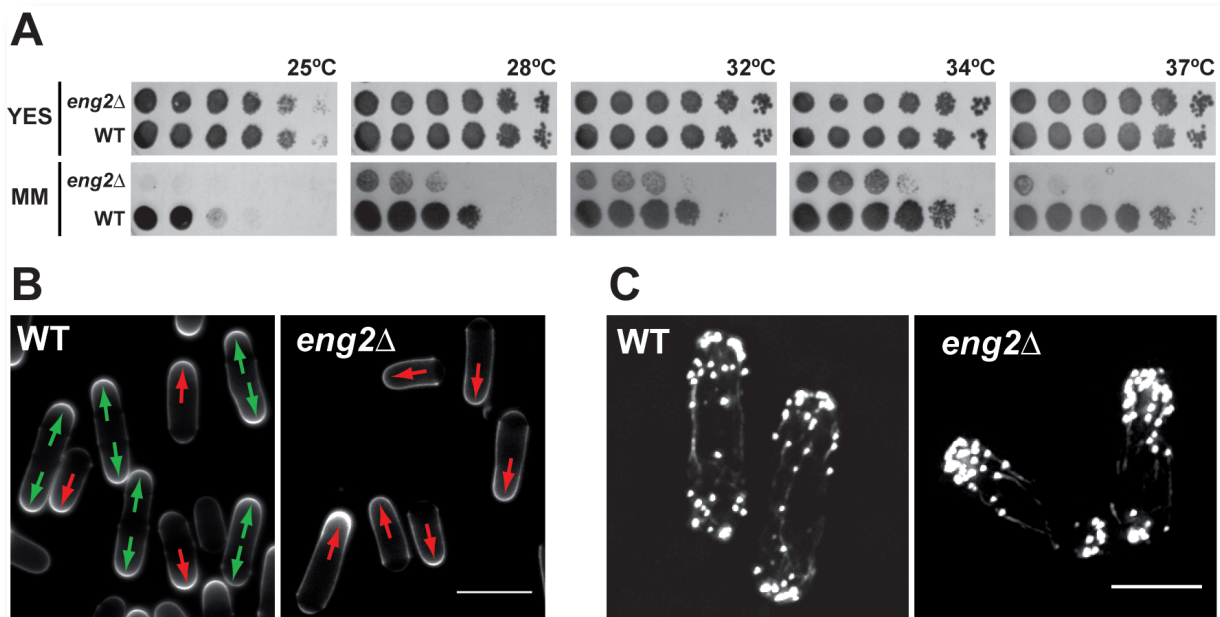 A
25ºC 28ºC 32ºC 34ºC 37ºC
YES eng2Δ
WT
MM eng2Δ
WT
B C
WT eng2Δ WT eng2Δ